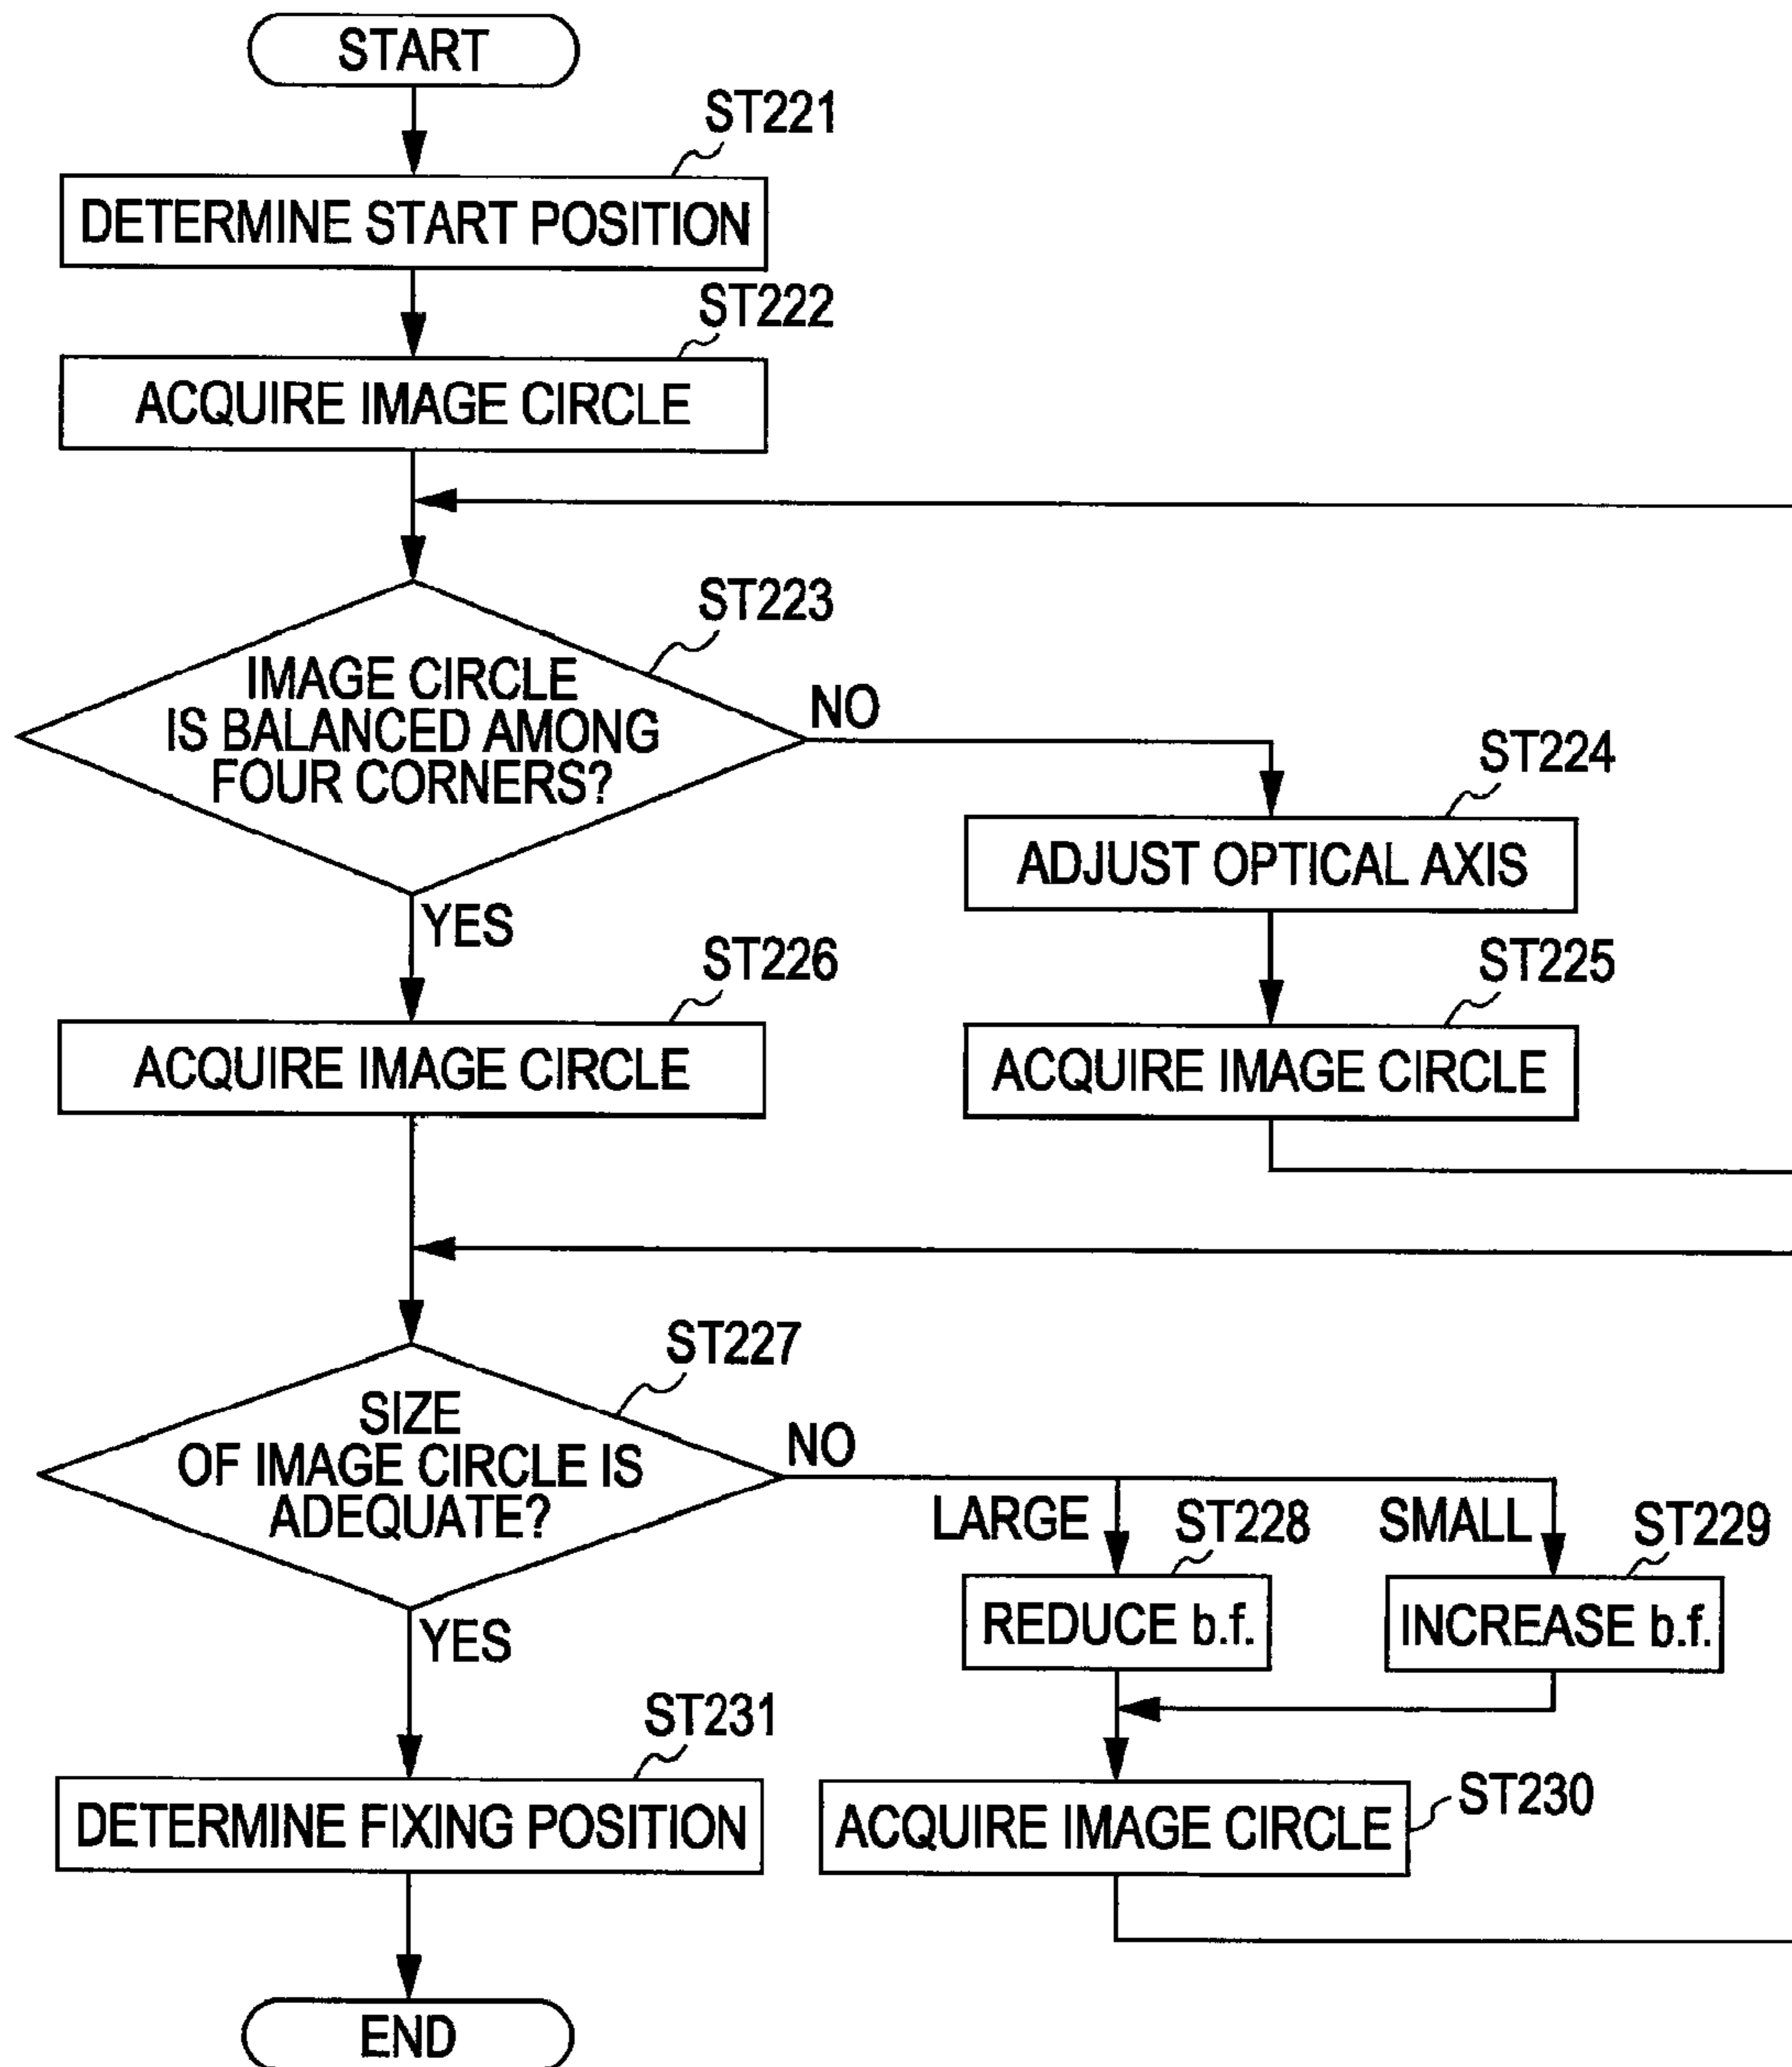 START
ST221
DETERMINE START POSITION
ST222
ACQUIRE IMAGE CIRCLE
ST223
IMAGE CIRCLE
IS BALANCED AMONG
FOUR CORNERS?
NO
ST224
ADJUST OPTICAL AXIS
YES
ST226
ACQUIRE IMAGE CIRCLE
ST225
ACQUIRE IMAGE CIRCLE
ST227
SIZE
OF IMAGE CIRCLE IS
ADEQUATE?
NO
LARGE
ST228
SMALL
ST229
REDUCE b.f.
INCREASE b.f.
YES
ST231
DETERMINE FIXING POSITION
ACQUIRE IMAGE CIRCLE
ST230
END